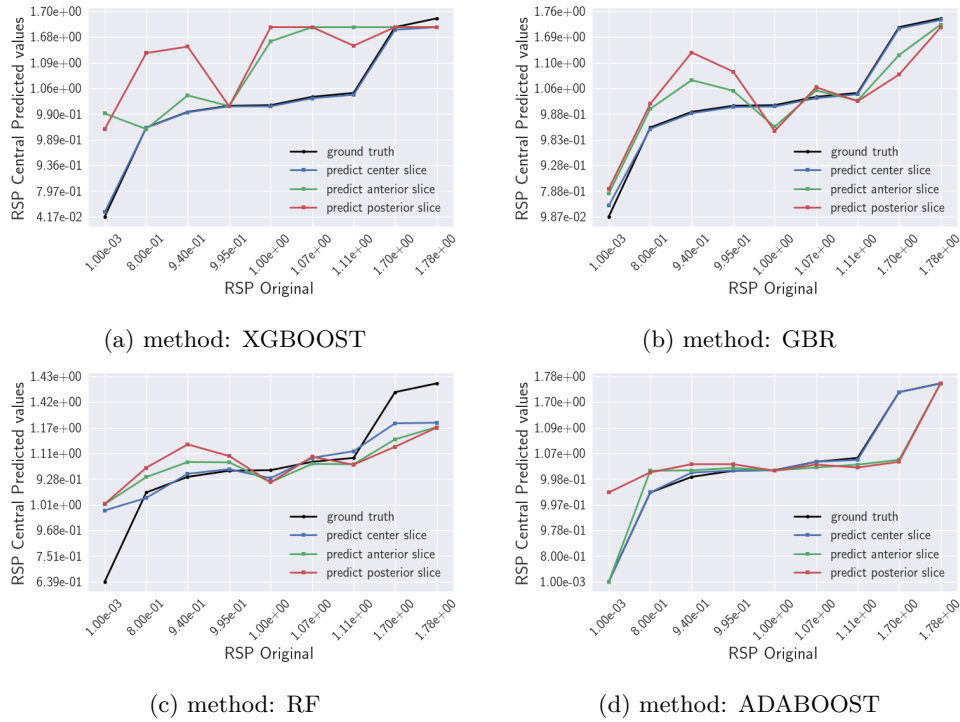 RSP Central Predicted values
1.70e+00
1.68e+00
1.09e+00
1.06e+00
9.90e-01
9.89e-01
9.36e-01
7.97e-01
4.17e-02
ground truth
predict center slice
predict anterior slice
predict posterior slice
1.00e-03
8.00e-01
9.40e-01
9.95e-01
1.00e+00
1.07e+00
1.11e+00
1.70e+00
1.78e+00
RSP Original
(a) method: XGBOOST
RSP Central Predicted values
1.76e+00
1.69e+00
1.10e+00
1.06e+00
9.88e-01
9.83e-01
9.28e-01
7.88e-01
9.87e-02
ground truth
predict center slice
predict anterior slice
predict posterior slice
1.00e-03
8.00e-01
9.40e-01
9.95e-01
1.00e+00
1.07e+00
1.11e+00
1.70e+00
1.78e+00
RSP Original
(b) method: GBR
RSP Central Predicted values
1.43e+00
1.42e+00
1.17e+00
1.11e+00
9.28e-01
1.01e+00
9.68e-01
7.51e-01
6.39e-01
ground truth
predict center slice
predict anterior slice
predict posterior slice
1.00e-03
8.00e-01
9.40e-01
9.95e-01
1.00e+00
1.07e+00
1.11e+00
1.70e+00
1.78e+00
RSP Original
(c) method: RF
RSP Central Predicted values
1.78e+00
1.70e+00
1.09e+00
1.07e+00
9.98e-01
9.97e-01
9.78e-01
8.00e-01
1.00e-03
ground truth
predict center slice
predict anterior slice
predict posterior slice
1.00e-03
8.00e-01
9.40e-01
9.95e-01
1.00e+00
1.07e+00
1.11e+00
1.70e+00
1.78e+00
RSP Original
(d) method: ADABOOST